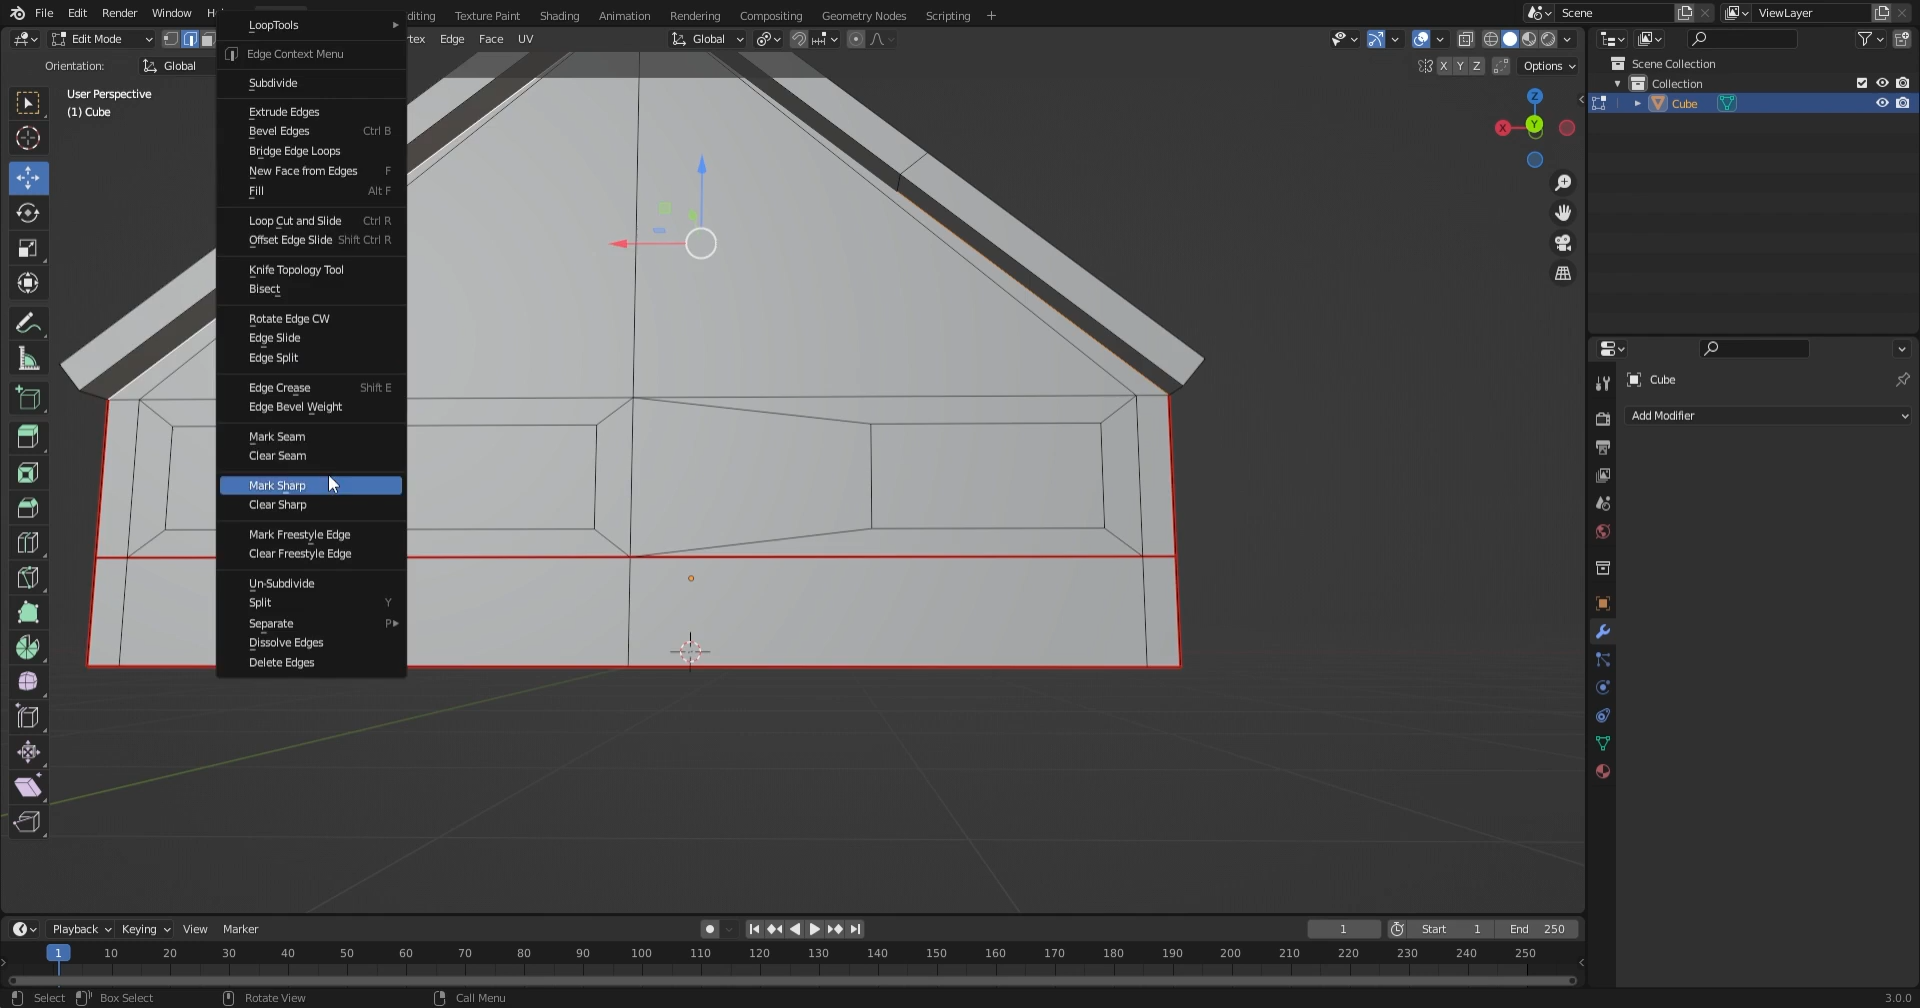 File Edit Render Window H
diting Texture Paint Shading Animation Rendering Compositing Geometry Nodes Scripting +
Scene
ViewLayer
Edit Mode
tex Edge Face UV
Global
Orientation: Global
X Y Z Options
User Perspective
(1) Cube
LoopTools
Edge Context Menu
Subdivide
Extrude Edges
Bevel Edges Ctrl B
Bridge Edge Loops
New Face from Edges F
Fill Alt F
Loop Cut and Slide Ctrl R
Offset Edge Slide Shift Ctrl R
Knife Topology Tool
Bisect
Rotate Edge CW
Edge Slide
Edge Split
Edge Crease Shift E
Edge Bevel Weight
Mark Seam
Clear Seam
Mark Sharp
Clear Sharp
Mark Freestyle Edge
Clear Freestyle Edge
Un-Subdivide
Split Y
Separate P
Dissolve Edges
Delete Edges
Z
X
Y
Scene Collection
Collection
Cube
Cube
Add Modifier
Playback Keying View Marker
1 Start 1 End 250
1 10 20 30 40 50 60 70 80 90 100 110 120 130 140 150 160 170 180 190 200 210 220 230 240 250
Select Box Select Rotate View Call Menu 3.0.0